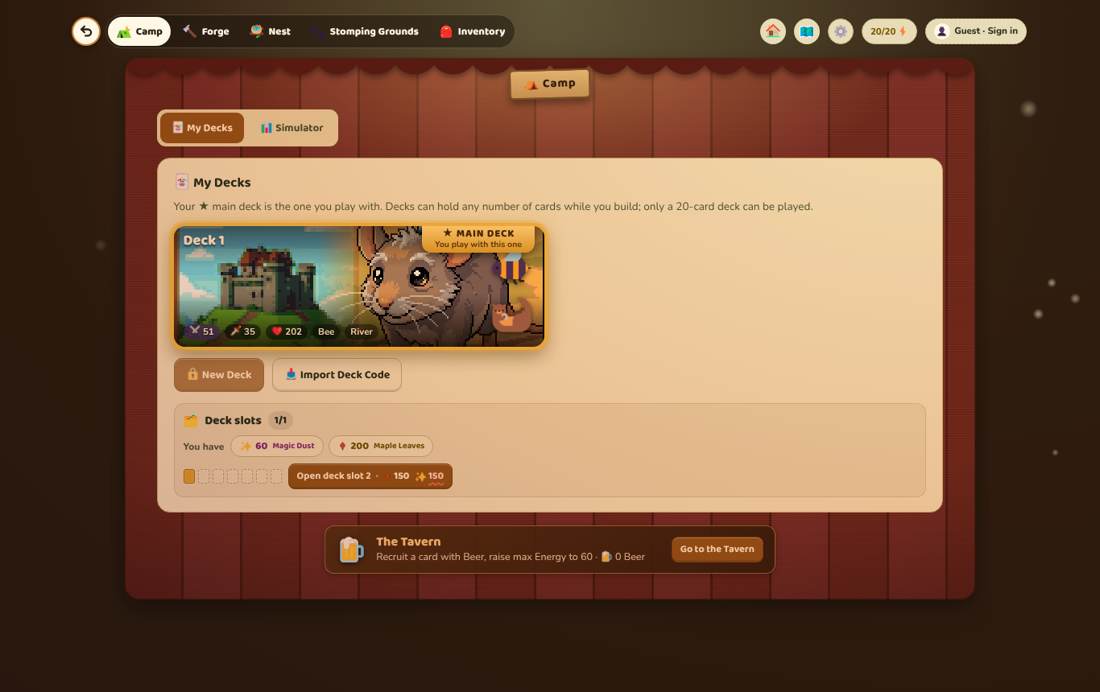 Camp Forge Nest Stomping Grounds Inventory 20/20 Guest · Sign in
Camp
My Decks Simulator
My Decks
Your ★ main deck is the one you play with. Decks can hold any number of cards while you build; only a 20-card deck can be played.
Deck 1
★ MAIN DECK
You play with this one
51 35 202 Bee River
New Deck Import Deck Code
Deck slots 1/1
You have 60 Magic Dust 200 Maple Leaves
Open deck slot 2 · 150 150
The Tavern
Recruit a card with Beer, raise max Energy to 60 · 0 Beer
Go to the Tavern